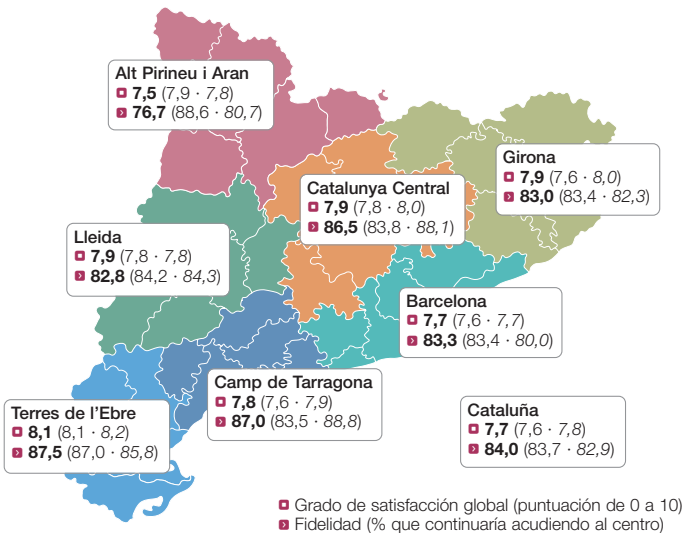 Alt Pirineu i Aran
7,5 (7,9 · 7,8)
76,7 (88,6 · 80,7)
Girona
7,9 (7,6 · 8,0)
83,0 (83,4 · 82,3)
Catalunya Central
7,9 (7,8 · 8,0)
86,5 (83,8 · 88,1)
Lleida
7,9 (7,8 · 7,8)
82,8 (84,2 · 84,3)
Barcelona
7,7 (7,6 · 7,7)
83,3 (83,4 · 80,0)
Camp de Tarragona
7,8 (7,6 · 7,9)
87,0 (83,5 · 88,8)
Terres de l'Ebre
8,1 (8,1 · 8,2)
87,5 (87,0 · 85,8)
Cataluña
7,7 (7,6 · 7,8)
84,0 (83,7 · 82,9)
Grado de satisfacción global (puntuación de 0 a 10)
Fidelidad (% que continuaría acudiendo al centro)